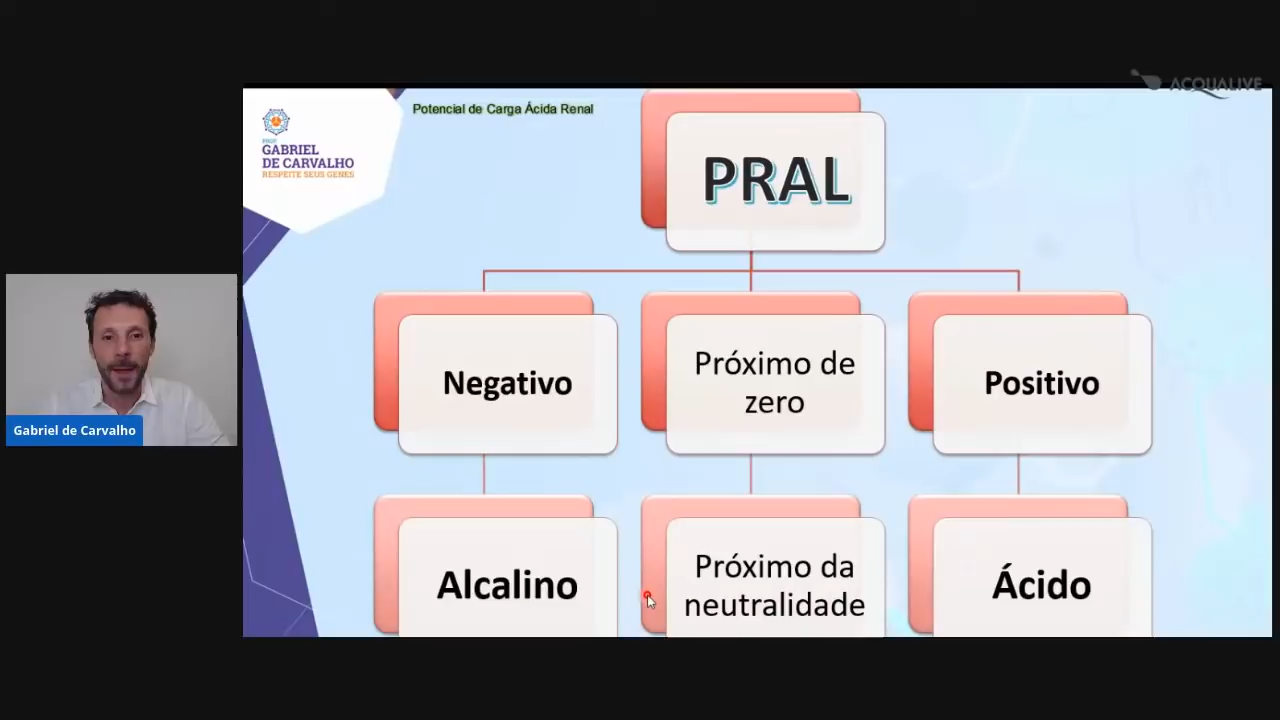 ACQUALIVE
Potencial de Carga Ácida Renal
PROF.
GABRIEL
DE CARVALHO
RESPEITE SEUS GENES
PRAL
Negativo
Próximo de
zero
Positivo
Gabriel de Carvalho
Alcalino
Próximo da
neutralidade
Ácido